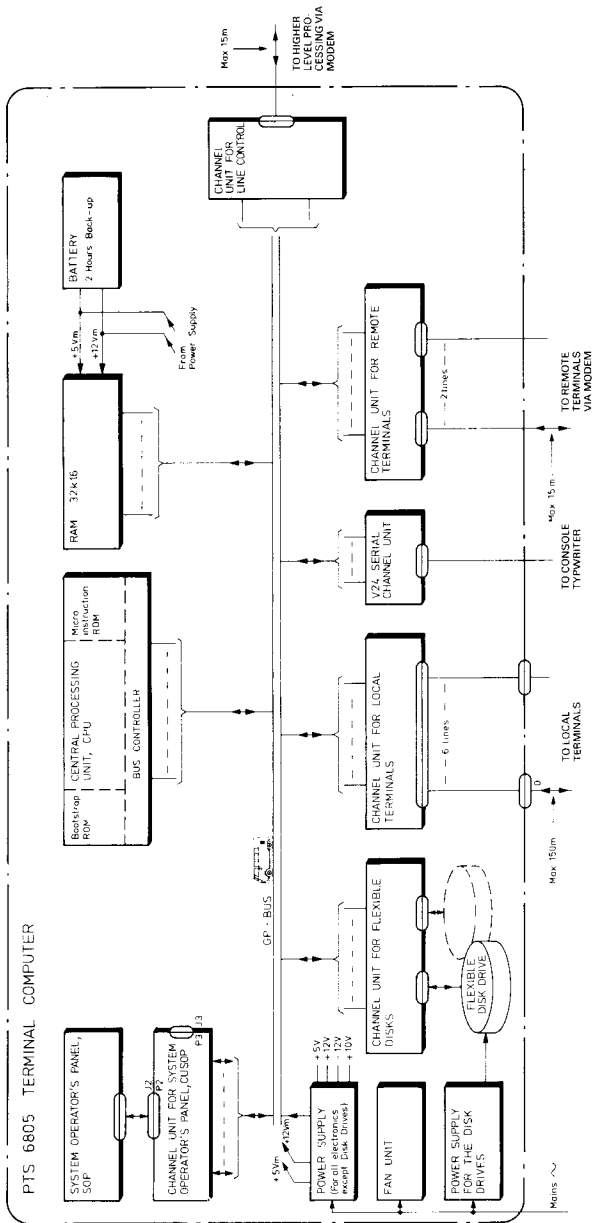 PTS 6805 TERMINAL COMPUTER
SYSTEM OPERATOR'S PANEL,
SOP
J2
P2
CHANNEL UNIT FOR SYSTEM
OPERATOR'S PANEL, CUSOP
P3
J3
Bootstrap
ROM
CENTRAL PROCESSING
UNIT, CPU
Micro
instruction
ROM
BUS CONTROLLER
RAM 32k16
+5Vm
+12Vm
BATTERY
2 Hours Back-up
From
Power Supply
GP-BUS
CHANNEL
UNIT FOR
LINE CONTROL
Max 15m
TO HIGHER
LEVEL PRO-
CESSING VIA
MODEM
+5Vm
+12Vm
POWER SUPPLY
(For all electronics
except Disk Drives)
+5V
+12V
-12V
+10V
FAN UNIT
POWER SUPPLY
FOR THE DISK
DRIVES
Mains ~
CHANNEL UNIT FOR FLEXIBLE
DISKS
FLEXIBLE
DISK DRIVE
CHANNEL UNIT FOR LOCAL
TERMINALS
6 lines
D
Max 150m
TO LOCAL
TERMINALS
V24 SERIAL
CHANNEL UNIT
TO CONSOLE
TYPWRITER
CHANNEL UNIT FOR REMOTE
TERMINALS
2 lines
Max 15m
TO REMOTE
TERMINALS
VIA MODEM